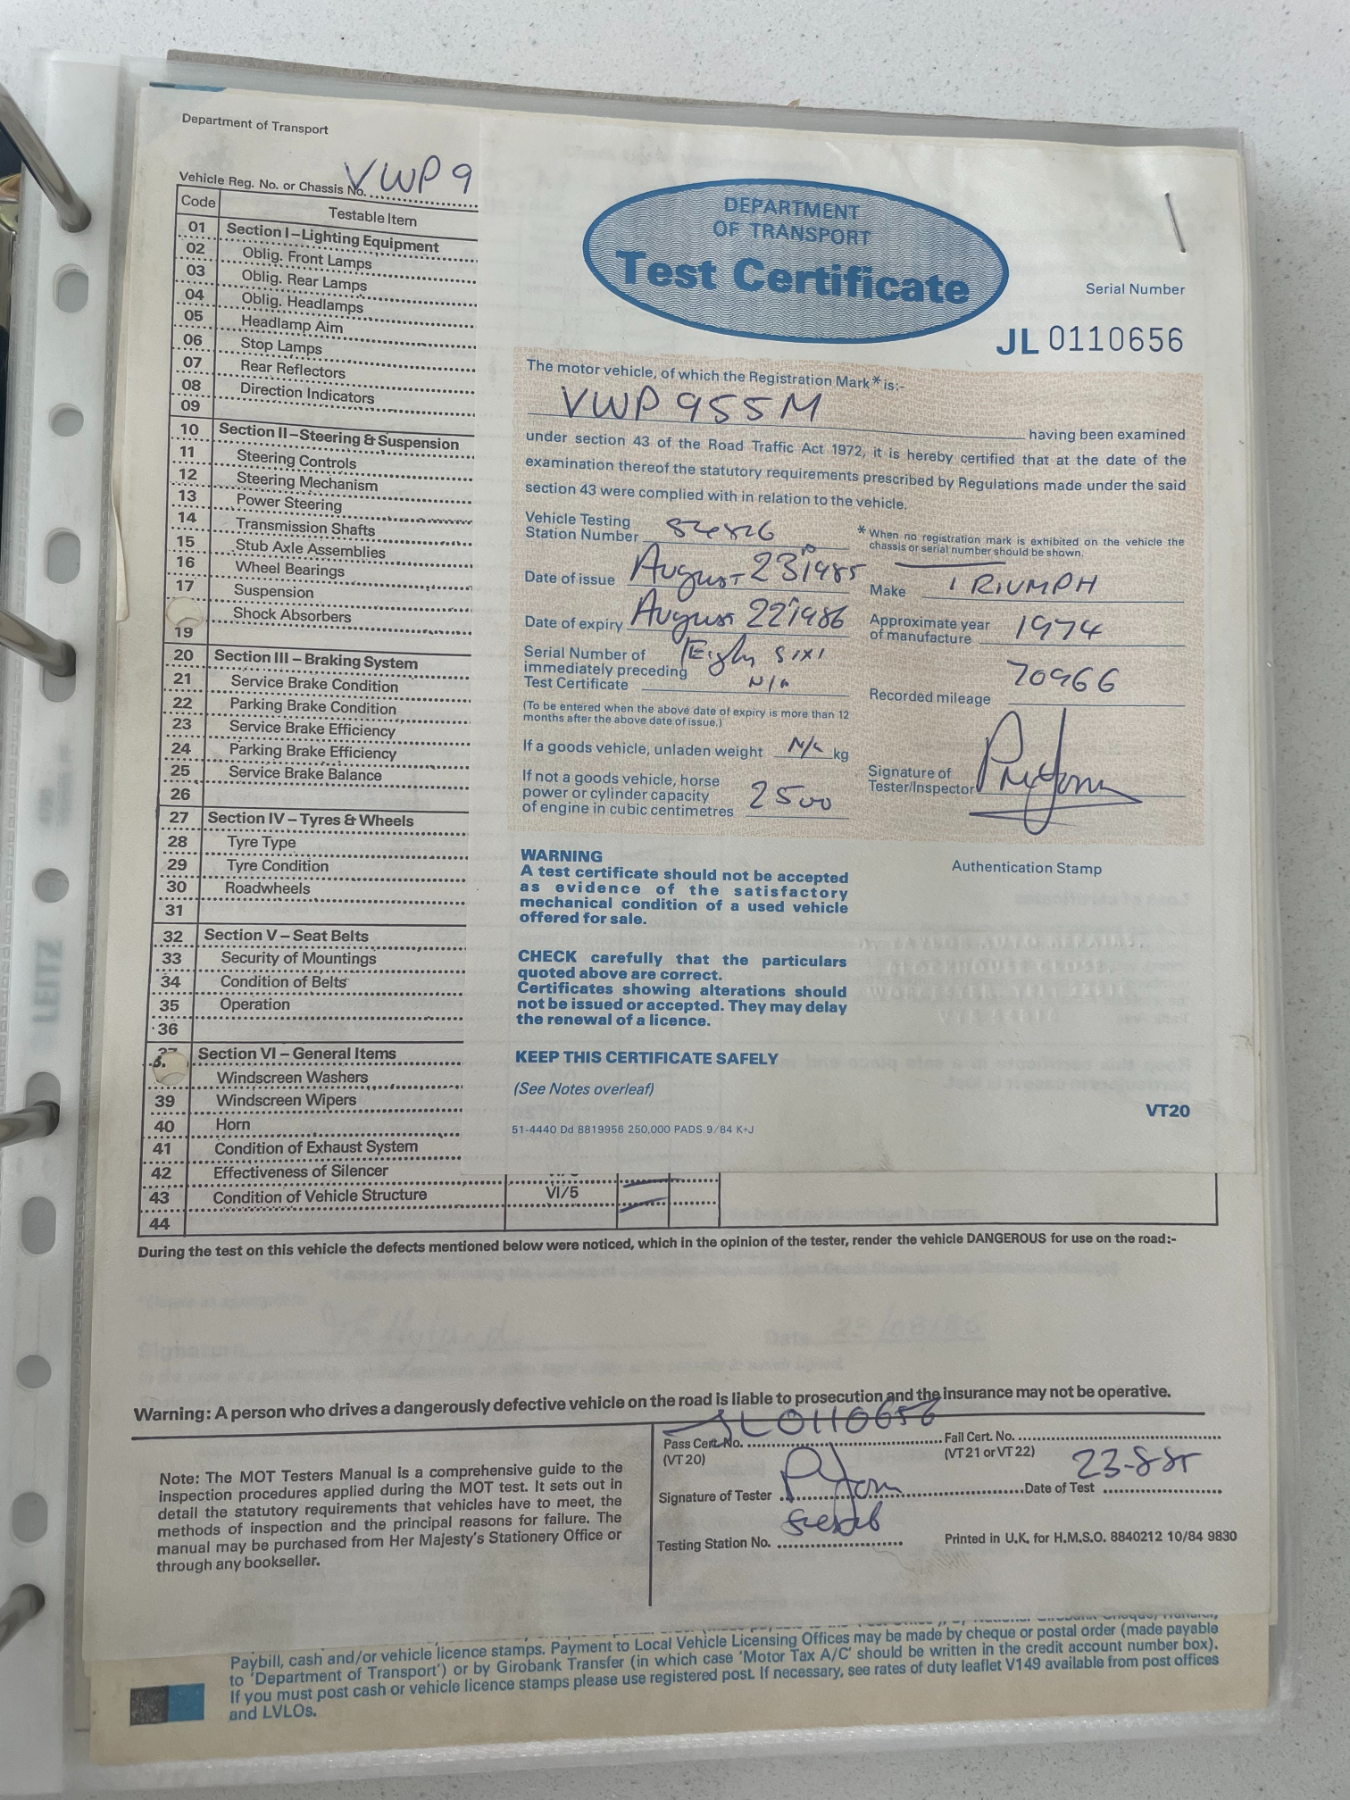 Department of Transport
Vehicle Reg. No. or Chassis No. VWP 9
Code Testable Item
01 Section I–Lighting Equipment
02 Oblig. Front Lamps
03 Oblig. Rear Lamps
04 Oblig. Headlamps
05 Headlamp Aim
06 Stop Lamps
07 Rear Reflectors
08 Direction Indicators
09
10 Section II–Steering & Suspension
11 Steering Controls
12 Steering Mechanism
13 Power Steering
14 Transmission Shafts
15 Stub Axle Assemblies
16 Wheel Bearings
17 Suspension
Shock Absorbers
19
20 Section III–Braking System
21 Service Brake Condition
22 Parking Brake Condition
23 Service Brake Efficiency
24 Parking Brake Efficiency
25 Service Brake Balance
26
27 Section IV–Tyres & Wheels
28 Tyre Type
29 Tyre Condition
30 Roadwheels
31
32 Section V–Seat Belts
33 Security of Mountings
34 Condition of Belts
35 Operation
36
37 Section VI–General Items
Windscreen Washers
39 Windscreen Wipers
40 Horn
41 Condition of Exhaust System
42 Effectiveness of Silencer
43 Condition of Vehicle Structure VI/5
44
DEPARTMENT
OF TRANSPORT
Test Certificate
Serial Number
JL 0110656
The motor vehicle, of which the Registration Mark* is:-
VWP 955M having been examined
under section 43 of the Road Traffic Act 1972, it is hereby certified that at the date of the
examination thereof the statutory requirements prescribed by Regulations made under the said
section 43 were complied with in relation to the vehicle.
Vehicle Testing
Station Number
* When no registration mark is exhibited on the vehicle the
chassis or serial number should be shown.
Date of issue August 23 1985
Make TRIUMPH
Date of expiry August 22 1986
Approximate year
of manufacture 1974
Eighty Six
Serial Number of
immediately preceding
Test Certificate N/A
Recorded mileage 70966
(To be entered when the above date of expiry is more than 12
months after the above date of issue.)
If a goods vehicle, unladen weight N/A kg
If not a goods vehicle, horse
power or cylinder capacity
of engine in cubic centimetres 2500
Signature of
Tester/Inspector
WARNING
A test certificate should not be accepted
as evidence of the satisfactory
mechanical condition of a used vehicle
offered for sale.
Authentication Stamp
CHECK carefully that the particulars
quoted above are correct.
Certificates showing alterations should
not be issued or accepted. They may delay
the renewal of a licence.
KEEP THIS CERTIFICATE SAFELY
(See Notes overleaf)
VT20
51-4440 Dd 8819956 250,000 PADS 9/84 K+J
During the test on this vehicle the defects mentioned below were noticed, which in the opinion of the tester, render the vehicle DANGEROUS for use on the road:-
Warning: A person who drives a dangerously defective vehicle on the road is liable to prosecution and the insurance may not be operative.
Note: The MOT Testers Manual is a comprehensive guide to the
inspection procedures applied during the MOT test. It sets out in
detail the statutory requirements that vehicles have to meet, the
methods of inspection and the principal reasons for failure. The
manual may be purchased from Her Majesty's Stationery Office or
through any bookseller.
Pass Cert. No. JL0110656 Fail Cert. No.
(VT20) (VT21 or VT22)
Signature of Tester Date of Test 23-8-85
Testing Station No.
Printed in U.K. for H.M.S.O. 8840212 10/84 9830
Paybill, cash and/or vehicle licence stamps. Payment to Local Vehicle Licensing Offices may be made by cheque or postal order (made payable
to 'Department of Transport') or by Girobank Transfer (in which case 'Motor Tax A/C' should be written in the credit account number box).
If you must post cash or vehicle licence stamps please use registered post. If necessary, see rates of duty leaflet V149 available from post offices
and LVLOs.
LEITZ